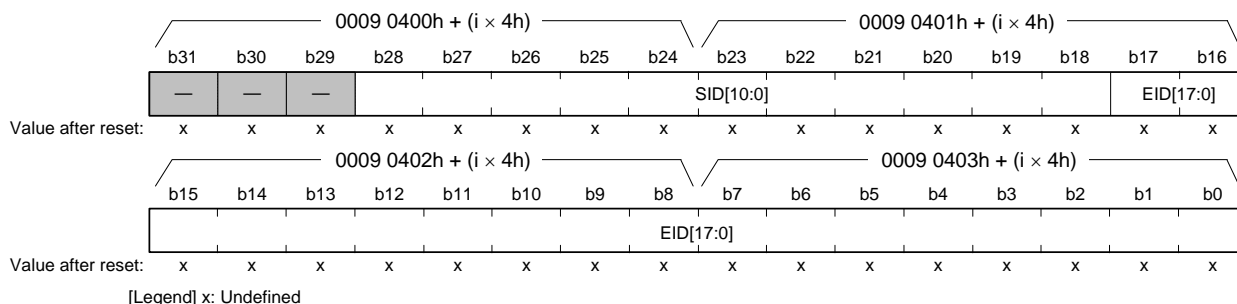 0009 0400h + (i × 4h) 0009 0401h + (i × 4h)
b31 b30 b29 b28 b27 b26 b25 b24 b23 b22 b21 b20 b19 b18 b17 b16
— — — SID[10:0] EID[17:0]
Value after reset: x x x x x x x x x x x x x x x x
0009 0402h + (i × 4h) 0009 0403h + (i × 4h)
b15 b14 b13 b12 b11 b10 b9 b8 b7 b6 b5 b4 b3 b2 b1 b0
EID[17:0]
Value after reset: x x x x x x x x x x x x x x x x
[Legend] x: Undefined